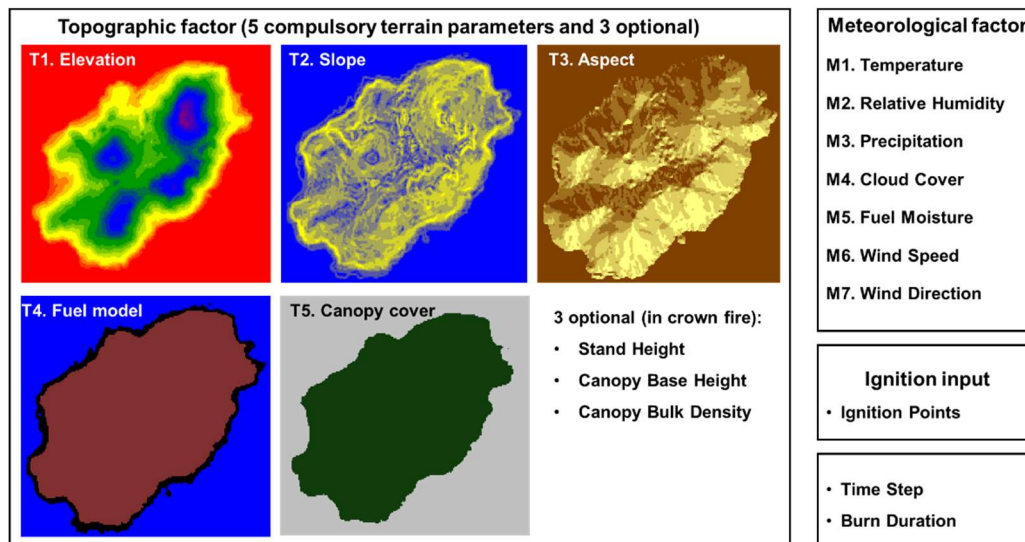 Topographic factor (5 compulsory terrain parameters and 3 optional)
T1. Elevation
T2. Slope
T3. Aspect
T4. Fuel model
T5. Canopy cover
3 optional (in crown fire):
• Stand Height
• Canopy Base Height
• Canopy Bulk Density
Meteorological factor
M1. Temperature
M2. Relative Humidity
M3. Precipitation
M4. Cloud Cover
M5. Fuel Moisture
M6. Wind Speed
M7. Wind Direction
Ignition input
• Ignition Points
• Time Step
• Burn Duration